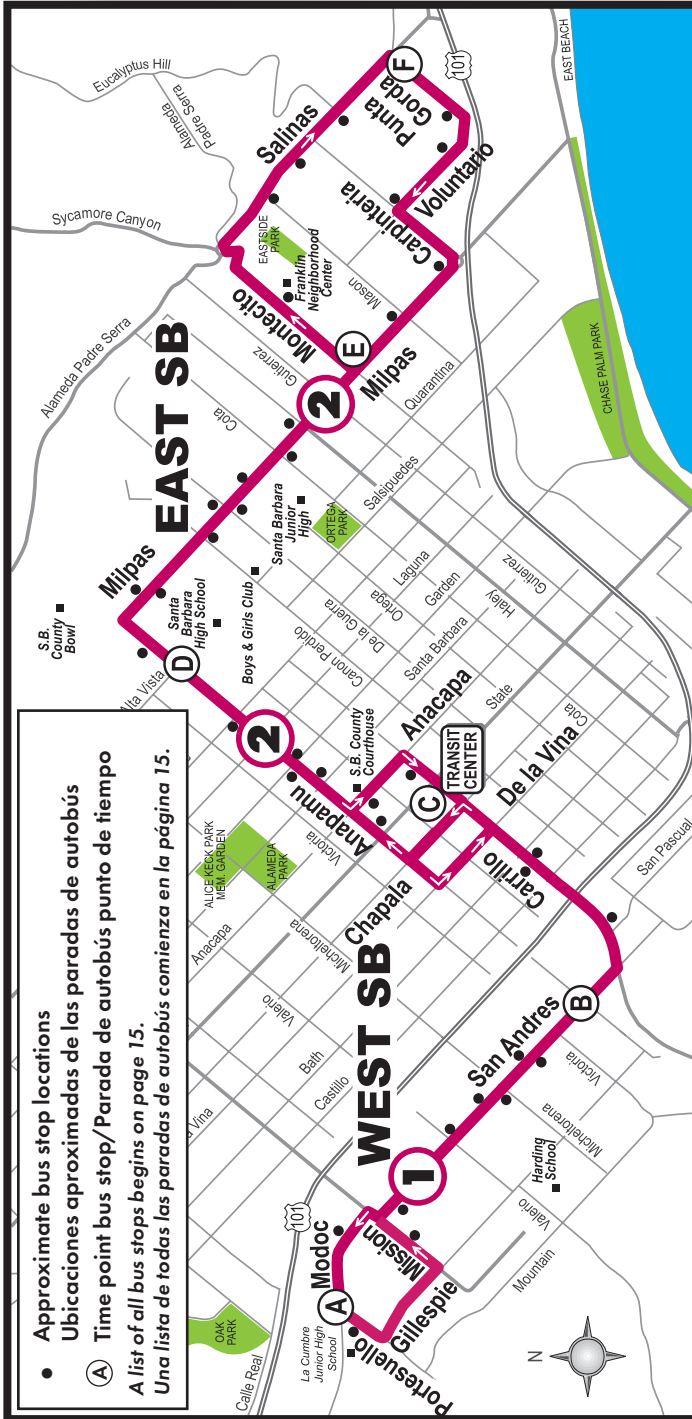 ● Approximate bus stop locations
Ubicaciones aproximadas de las paradas de autobús
Ⓐ Time point bus stop/Parada de autobús punto de tiempo
A list of all bus stops begins on page 15.
Una lista de todas las paradas de autobús comienza en la página 15.
WEST SB
EAST SB
1
2
2
A
B
C
D
E
F
TRANSIT
CENTER
101
101
N
OAK
PARK
Calle Real
La Cumbre
Junior High
School
Modoc
Portesuello
Gillespie
Mission
Mountain
Valerio
Harding
School
Micheltorena
Victoria
San Andres
San Pascual
Carrillo
De la Vina
Cota
Castillo
Bath
Valerio
Micheltorena
Anacapa
Victoria
Chapala
ALICE KECK PARK
MEM. GARDEN
ALAMEDA
PARK
Anapamu
S.B. County
Courthouse
Anacapa
State
Santa Barbara
Garden
Laguna
Haley
Gutierrez
Canon Perdido
De la Guerra
Ortega
Salsipuedes
ORTEGA
PARK
Alta Vista
S.B.
County
Bowl
Milpas
Santa
Barbara
High School
Boys & Girls Club
Santa Barbara
Junior
High
Cota
Gutierrez
Quarantina
Milpas
Mason
Montecito
Franklin
Neighborhood
Center
EASTSIDE
PARK
Alameda Padre Serra
Sycamore Canyon
Eucalyptus Hill
Alameda
Padre Serra
Salinas
Punta
Gorda
Voluntario
Carpinteria
CHASE PALM PARK
EAST BEACH